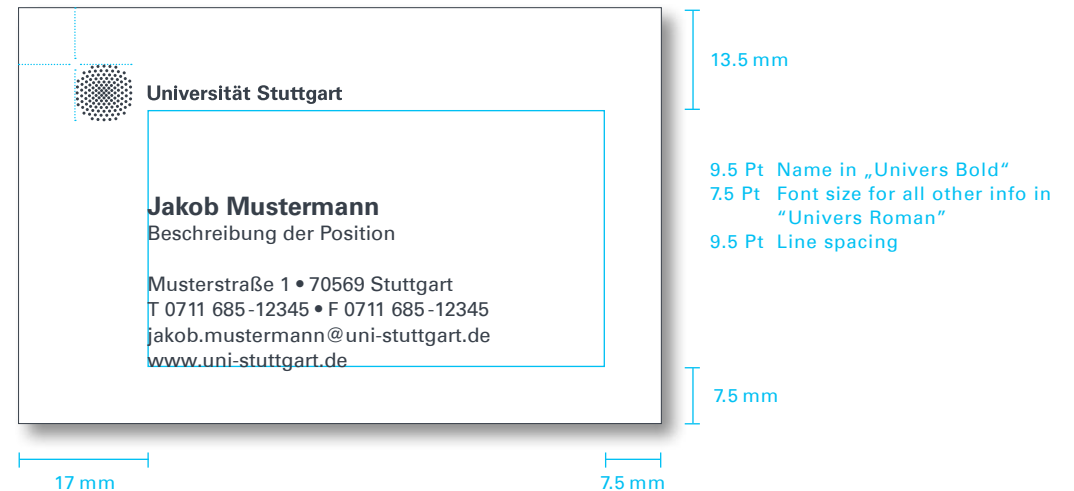 Universität Stuttgart
Jakob Mustermann
Beschreibung der Position
Musterstraße 1 • 70569 Stuttgart
T 0711 685-12345 • F 0711 685-12345
jakob.mustermann@uni-stuttgart.de
www.uni-stuttgart.de
13.5 mm
9.5 Pt Name in „Univers Bold“
7.5 Pt Font size for all other info in
“Univers Roman”
9.5 Pt Line spacing
7.5 mm
17 mm
7.5 mm